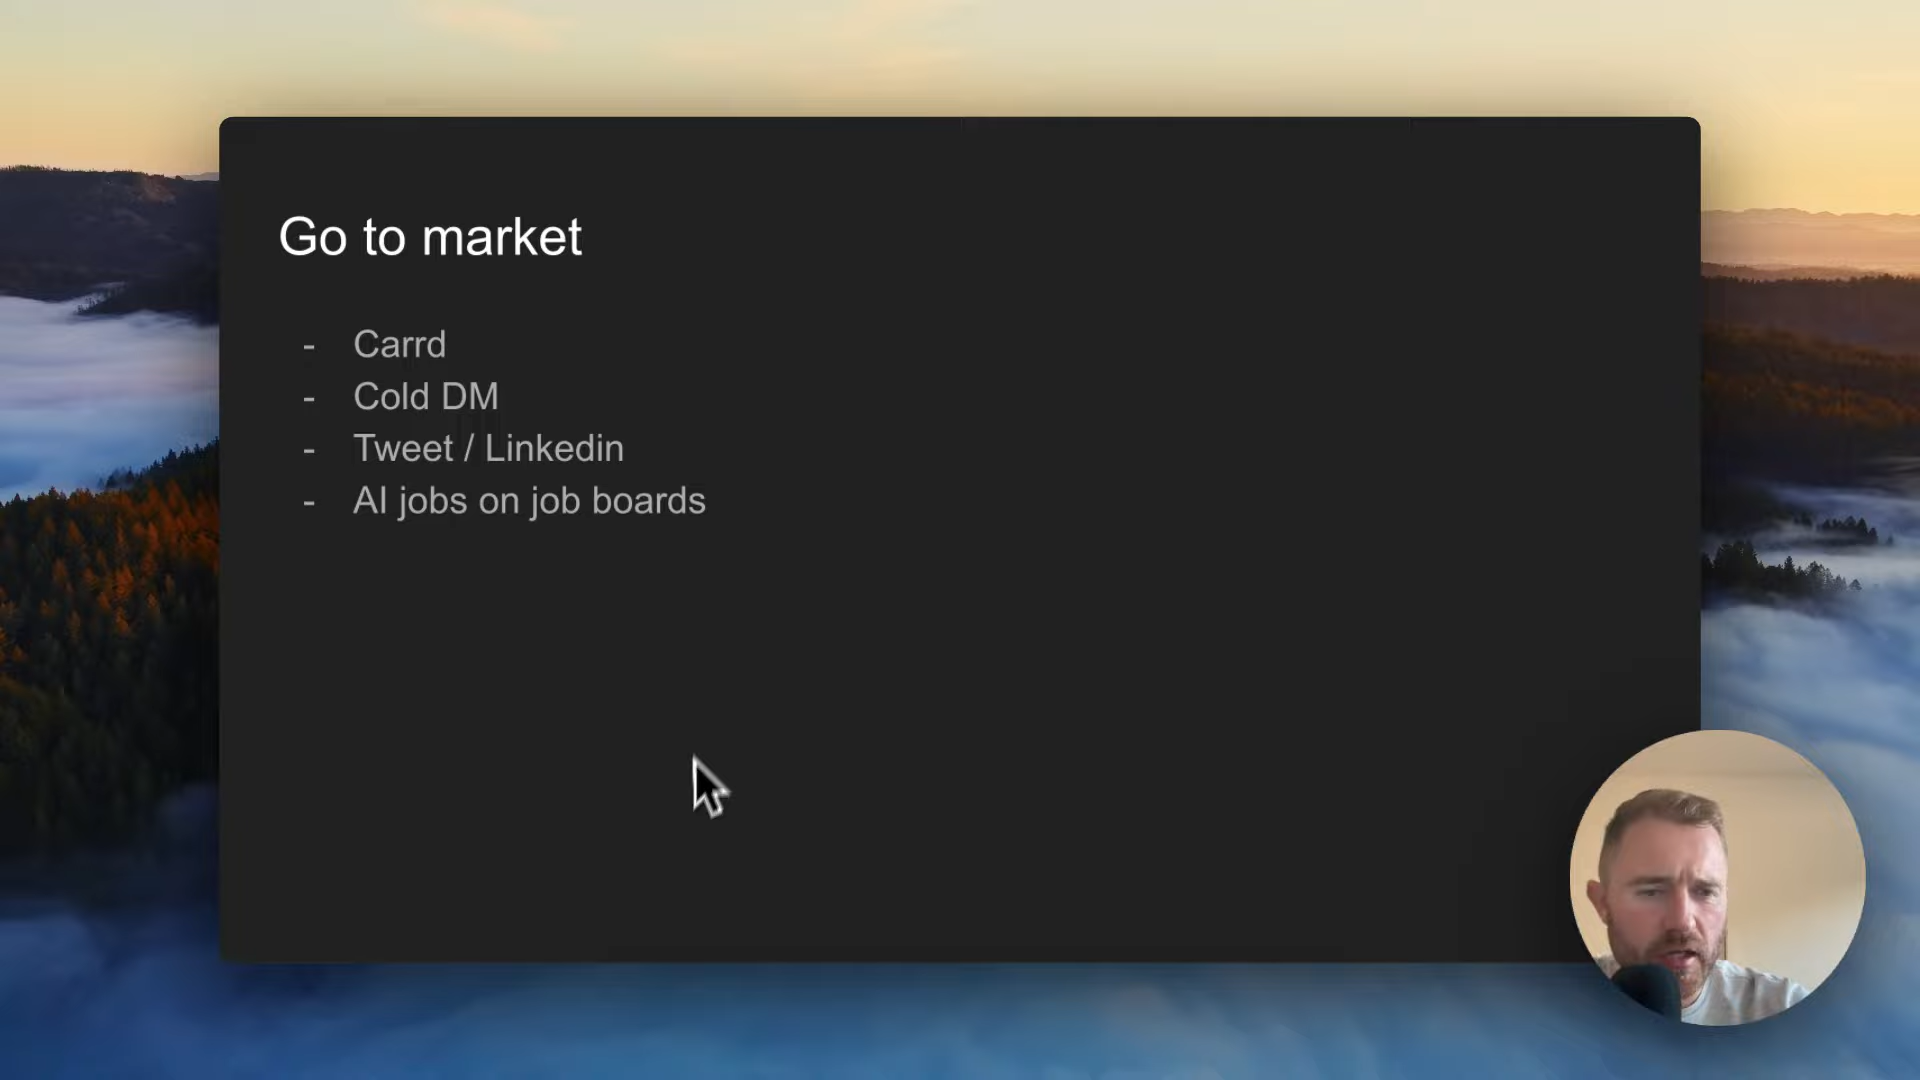 Go to market
- Carrd
- Cold DM
- Tweet / Linkedin
- AI jobs on job boards